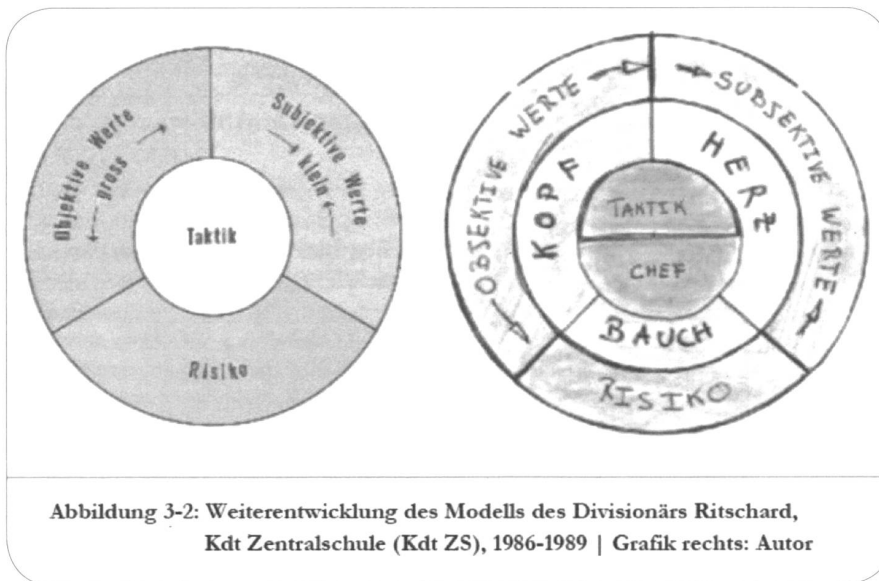 Objektive Werte
gross
Subjektive Werte
klein
Taktik
Risiko
OBJEKTIVE WERTE
SUBJEKTIVE WERTE
KOPF
HERZ
TAKTIK
CHEF
BAUCH
RISIKO
Abbildung 3-2: Weiterentwicklung des Modells des Divisionärs Ritschard,
Kdt Zentralschule (Kdt ZS), 1986-1989 | Grafik rechts: Autor